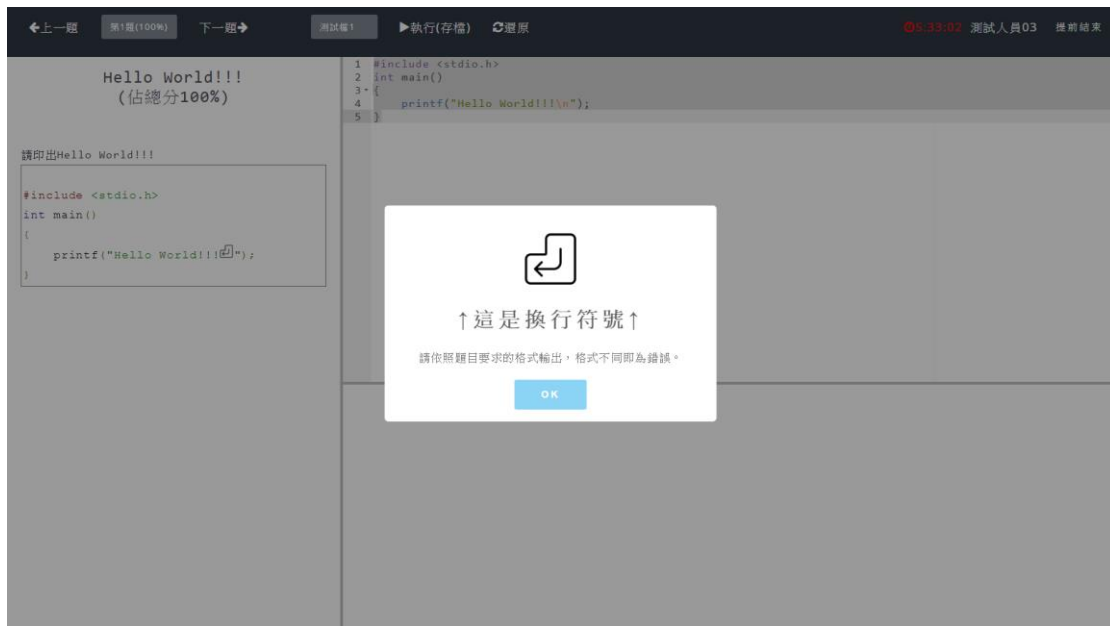 上一題 第1題(100%) 下一題 測試檔1 執行(存檔) 還原 5:33:02 測試人員03 提前結束
Hello World!!!
(佔總分100%)
請印出Hello World!!!
#include <stdio.h>
int main()
{
printf("Hello World!!!");
}
1 #include <stdio.h>
2 int main()
3 {
4 printf("Hello World!!!\n");
5 }
↑這是換行符號↑
請依照題目要求的格式輸出，格式不同即為錯誤。
OK